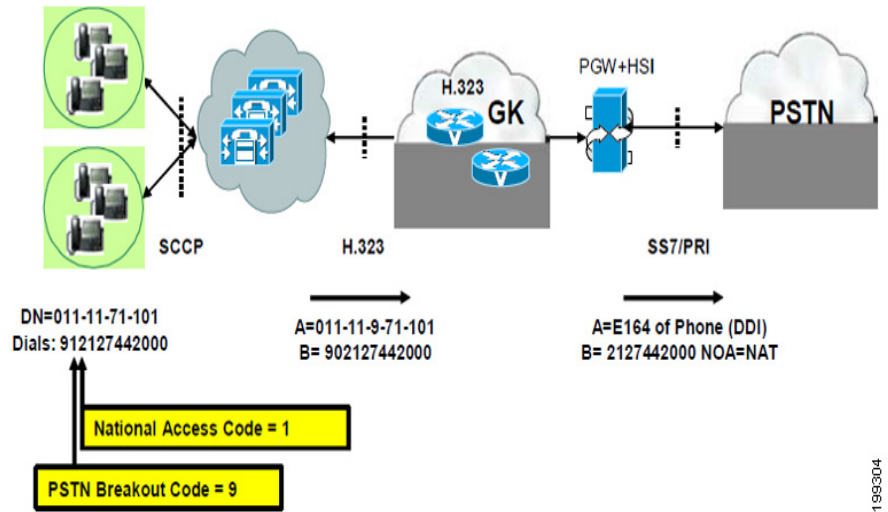 H.323
GK
PGW+HSI
PSTN
V
V
SCCP
H.323
SS7/PRI
DN=011-11-71-101
Dials: 912127442000
A=011-11-9-71-101
B= 902127442000
A=E164 of Phone (DDI)
B= 2127442000 NOA=NAT
National Access Code = 1
PSTN Breakout Code = 9
199304